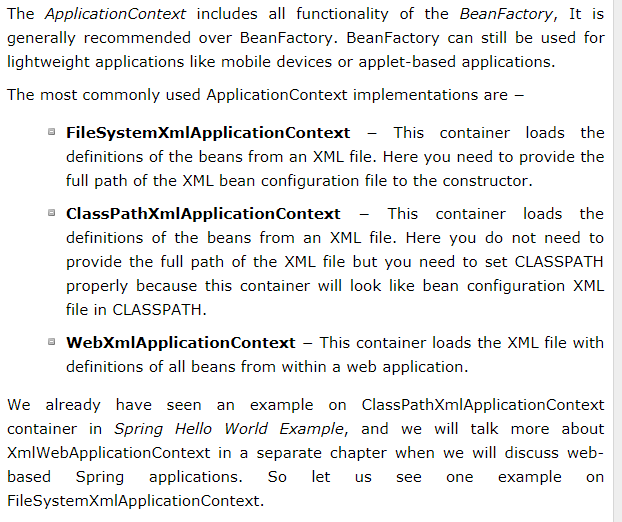 The ApplicationContext includes all functionality of the BeanFactory, It is
generally recommended over BeanFactory. BeanFactory can still be used for
lightweight applications like mobile devices or applet-based applications.
The most commonly used ApplicationContext implementations are −
FileSystemXmlApplicationContext − This container loads the
definitions of the beans from an XML file. Here you need to provide the
full path of the XML bean configuration file to the constructor.
ClassPathXmlApplicationContext − This container loads the
definitions of the beans from an XML file. Here you do not need to
provide the full path of the XML file but you need to set CLASSPATH
properly because this container will look like bean configuration XML
file in CLASSPATH.
WebXmlApplicationContext − This container loads the XML file with
definitions of all beans from within a web application.
We already have seen an example on ClassPathXmlApplicationContext
container in Spring Hello World Example, and we will talk more about
XmlWebApplicationContext in a separate chapter when we will discuss web-
based Spring applications. So let us see one example on
FileSystemXmlApplicationContext.